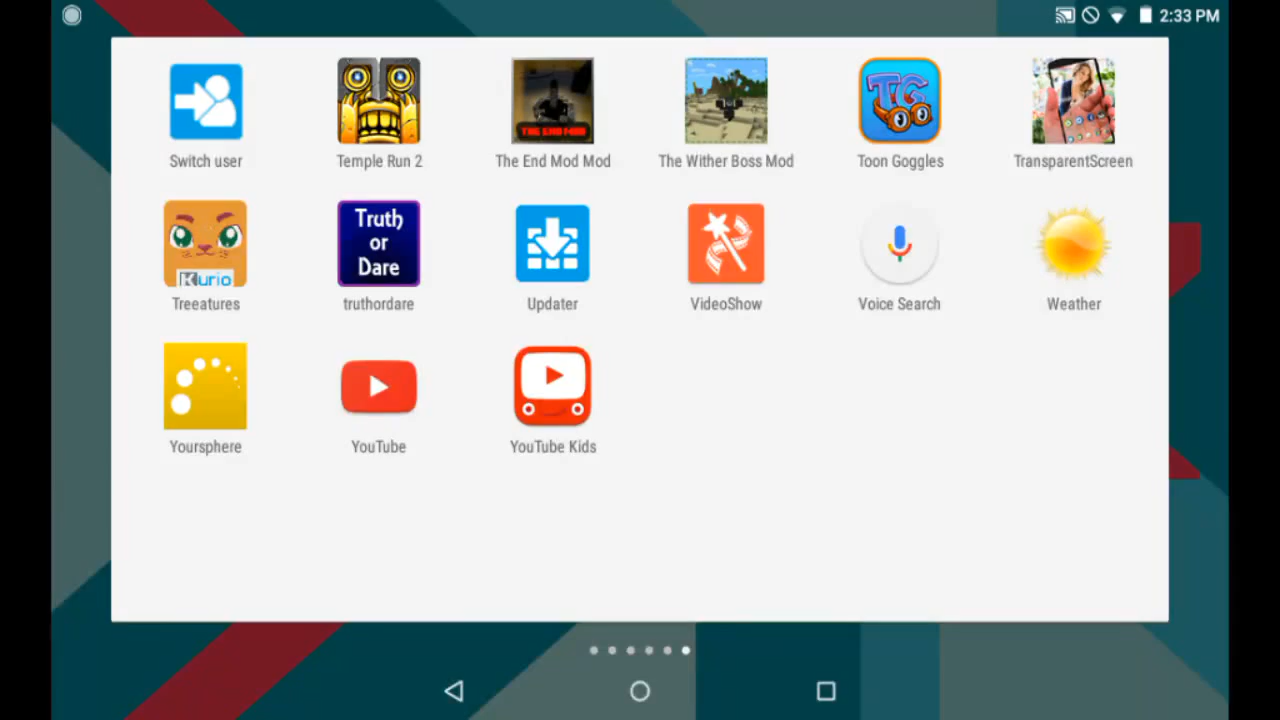 2:33 PM
Switch user
Temple Run 2
THE END MOD
The End Mod Mod
The Wither Boss Mod
TG
Toon Goggles
TransparentScreen
Kurio
Treeatures
Truth
or
Dare
truthordare
Updater
VideoShow
Voice Search
Weather
Yoursphere
YouTube
YouTube Kids